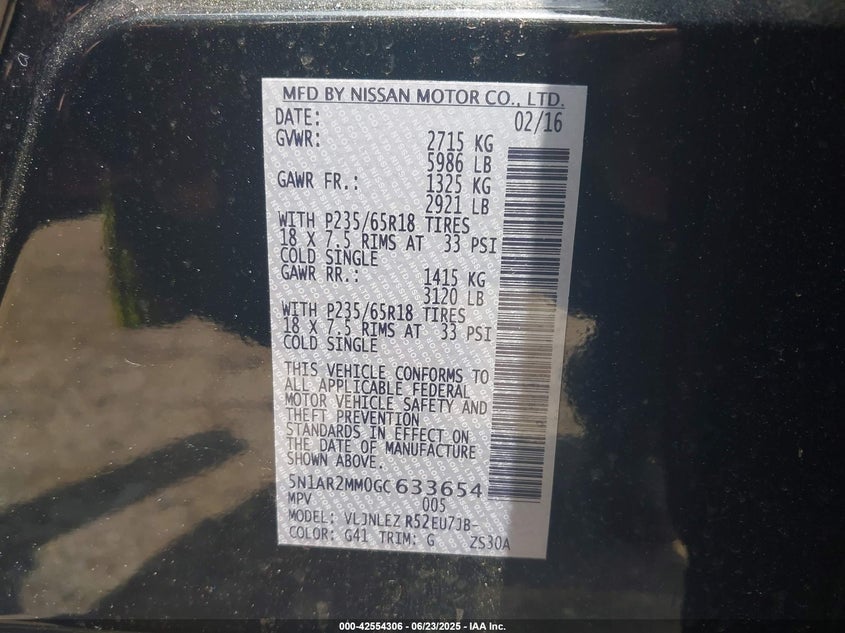 MFD BY NISSAN MOTOR CO., LTD.
DATE: 02/16
GVWR: 2715 KG
5986 LB
GAWR FR.: 1325 KG
2921 LB
WITH P235/65R18 TIRES
18 X 7.5 RIMS AT 33 PSI
COLD SINGLE
GAWR RR.: 1415 KG
3120 LB
WITH P235/65R18 TIRES
18 X 7.5 RIMS AT 33 PSI
COLD SINGLE
THIS VEHICLE CONFORMS TO
ALL APPLICABLE FEDERAL
MOTOR VEHICLE SAFETY AND
THEFT PREVENTION
STANDARDS IN EFFECT ON
THE DATE OF MANUFACTURE
SHOWN ABOVE.
5N1AR2MM0GC633654
MPV 005
MODEL: VLJNLEZ R52EU7JB-
COLOR: G41 TRIM: G ZS30A
000-42554306 - 06/23/2025 - IAA Inc.